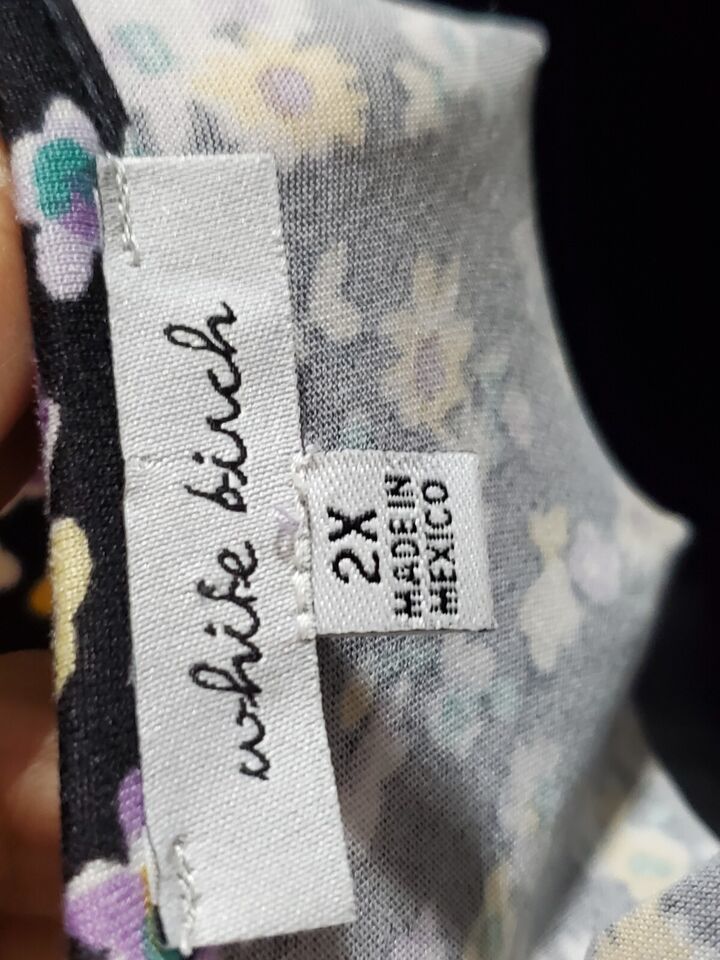 white birch
2X
MADE IN
MEXICO